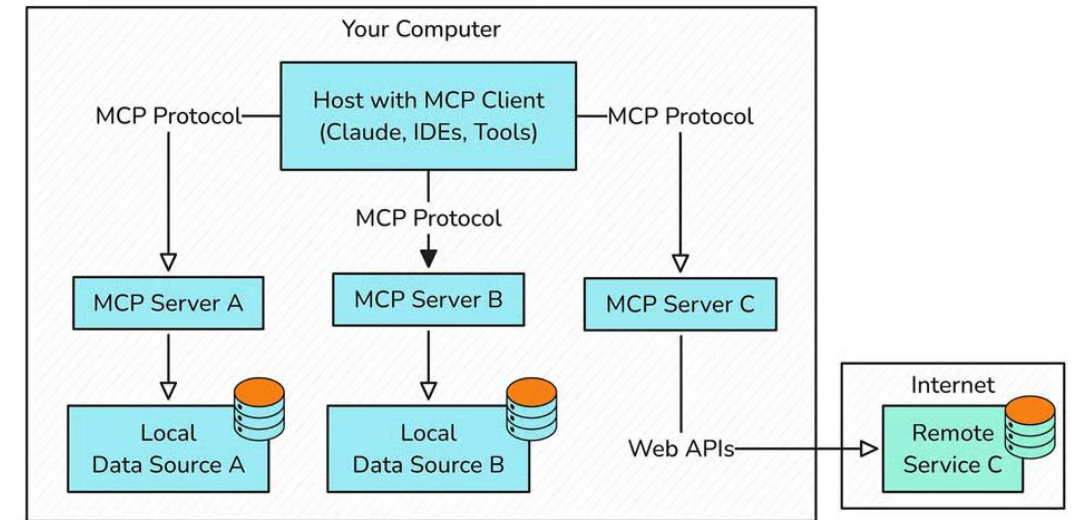 Your Computer
Host with MCP Client
(Claude, IDEs, Tools)
MCP Protocol
MCP Protocol
MCP Protocol
MCP Server A
MCP Server B
MCP Server C
Local
Data Source A
Local
Data Source B
Web APIs
Internet
Remote
Service C